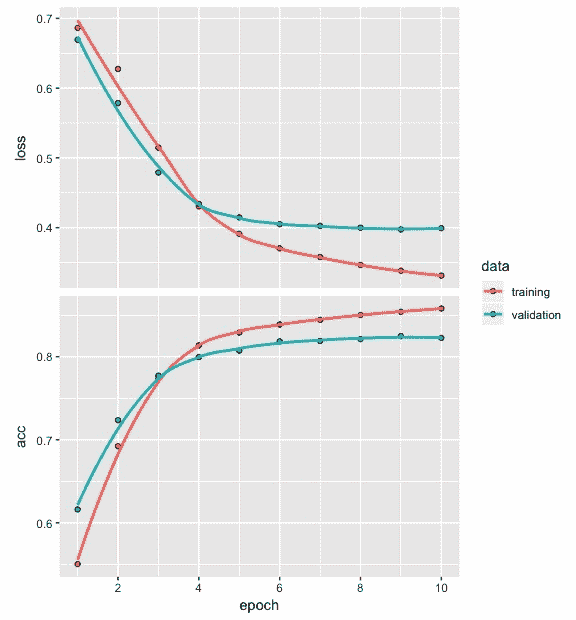 0.7
0.6
0.5
0.4
loss
data
training
validation
0.8
0.7
0.6
acc
2 4 6 8 10
epoch